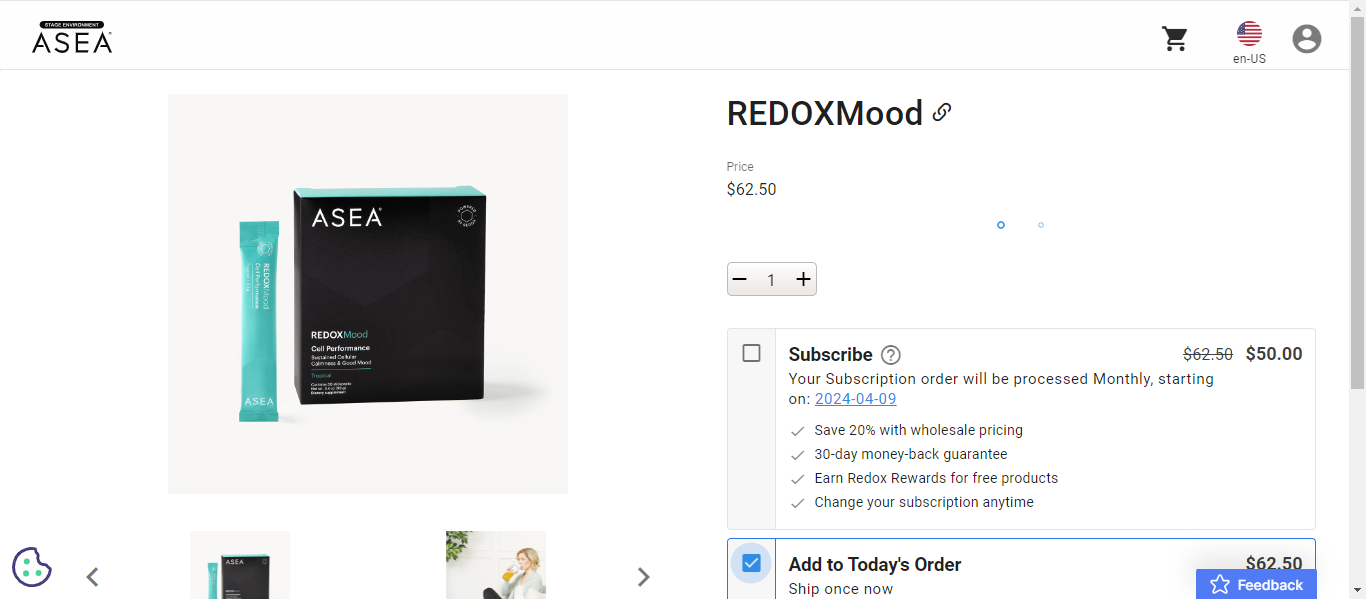 STAGE ENVIRONMENT
ASEA
en-US
REDOXMood
Price
$62.50
1
ASEA
REDOXMood
Cell Performance
Sustained Cellular
Calmness & Good Mood
Tropical
Dietary Supplement
REDOXMood
Cell Performance
ASEA
Subscribe
$62.50 $50.00
Your Subscription order will be processed Monthly, starting
on: 2024-04-09
Save 20% with wholesale pricing
30-day money-back guarantee
Earn Redox Rewards for free products
Change your subscription anytime
ASEA
Add to Today's Order
$62.50
Ship once now
Feedback